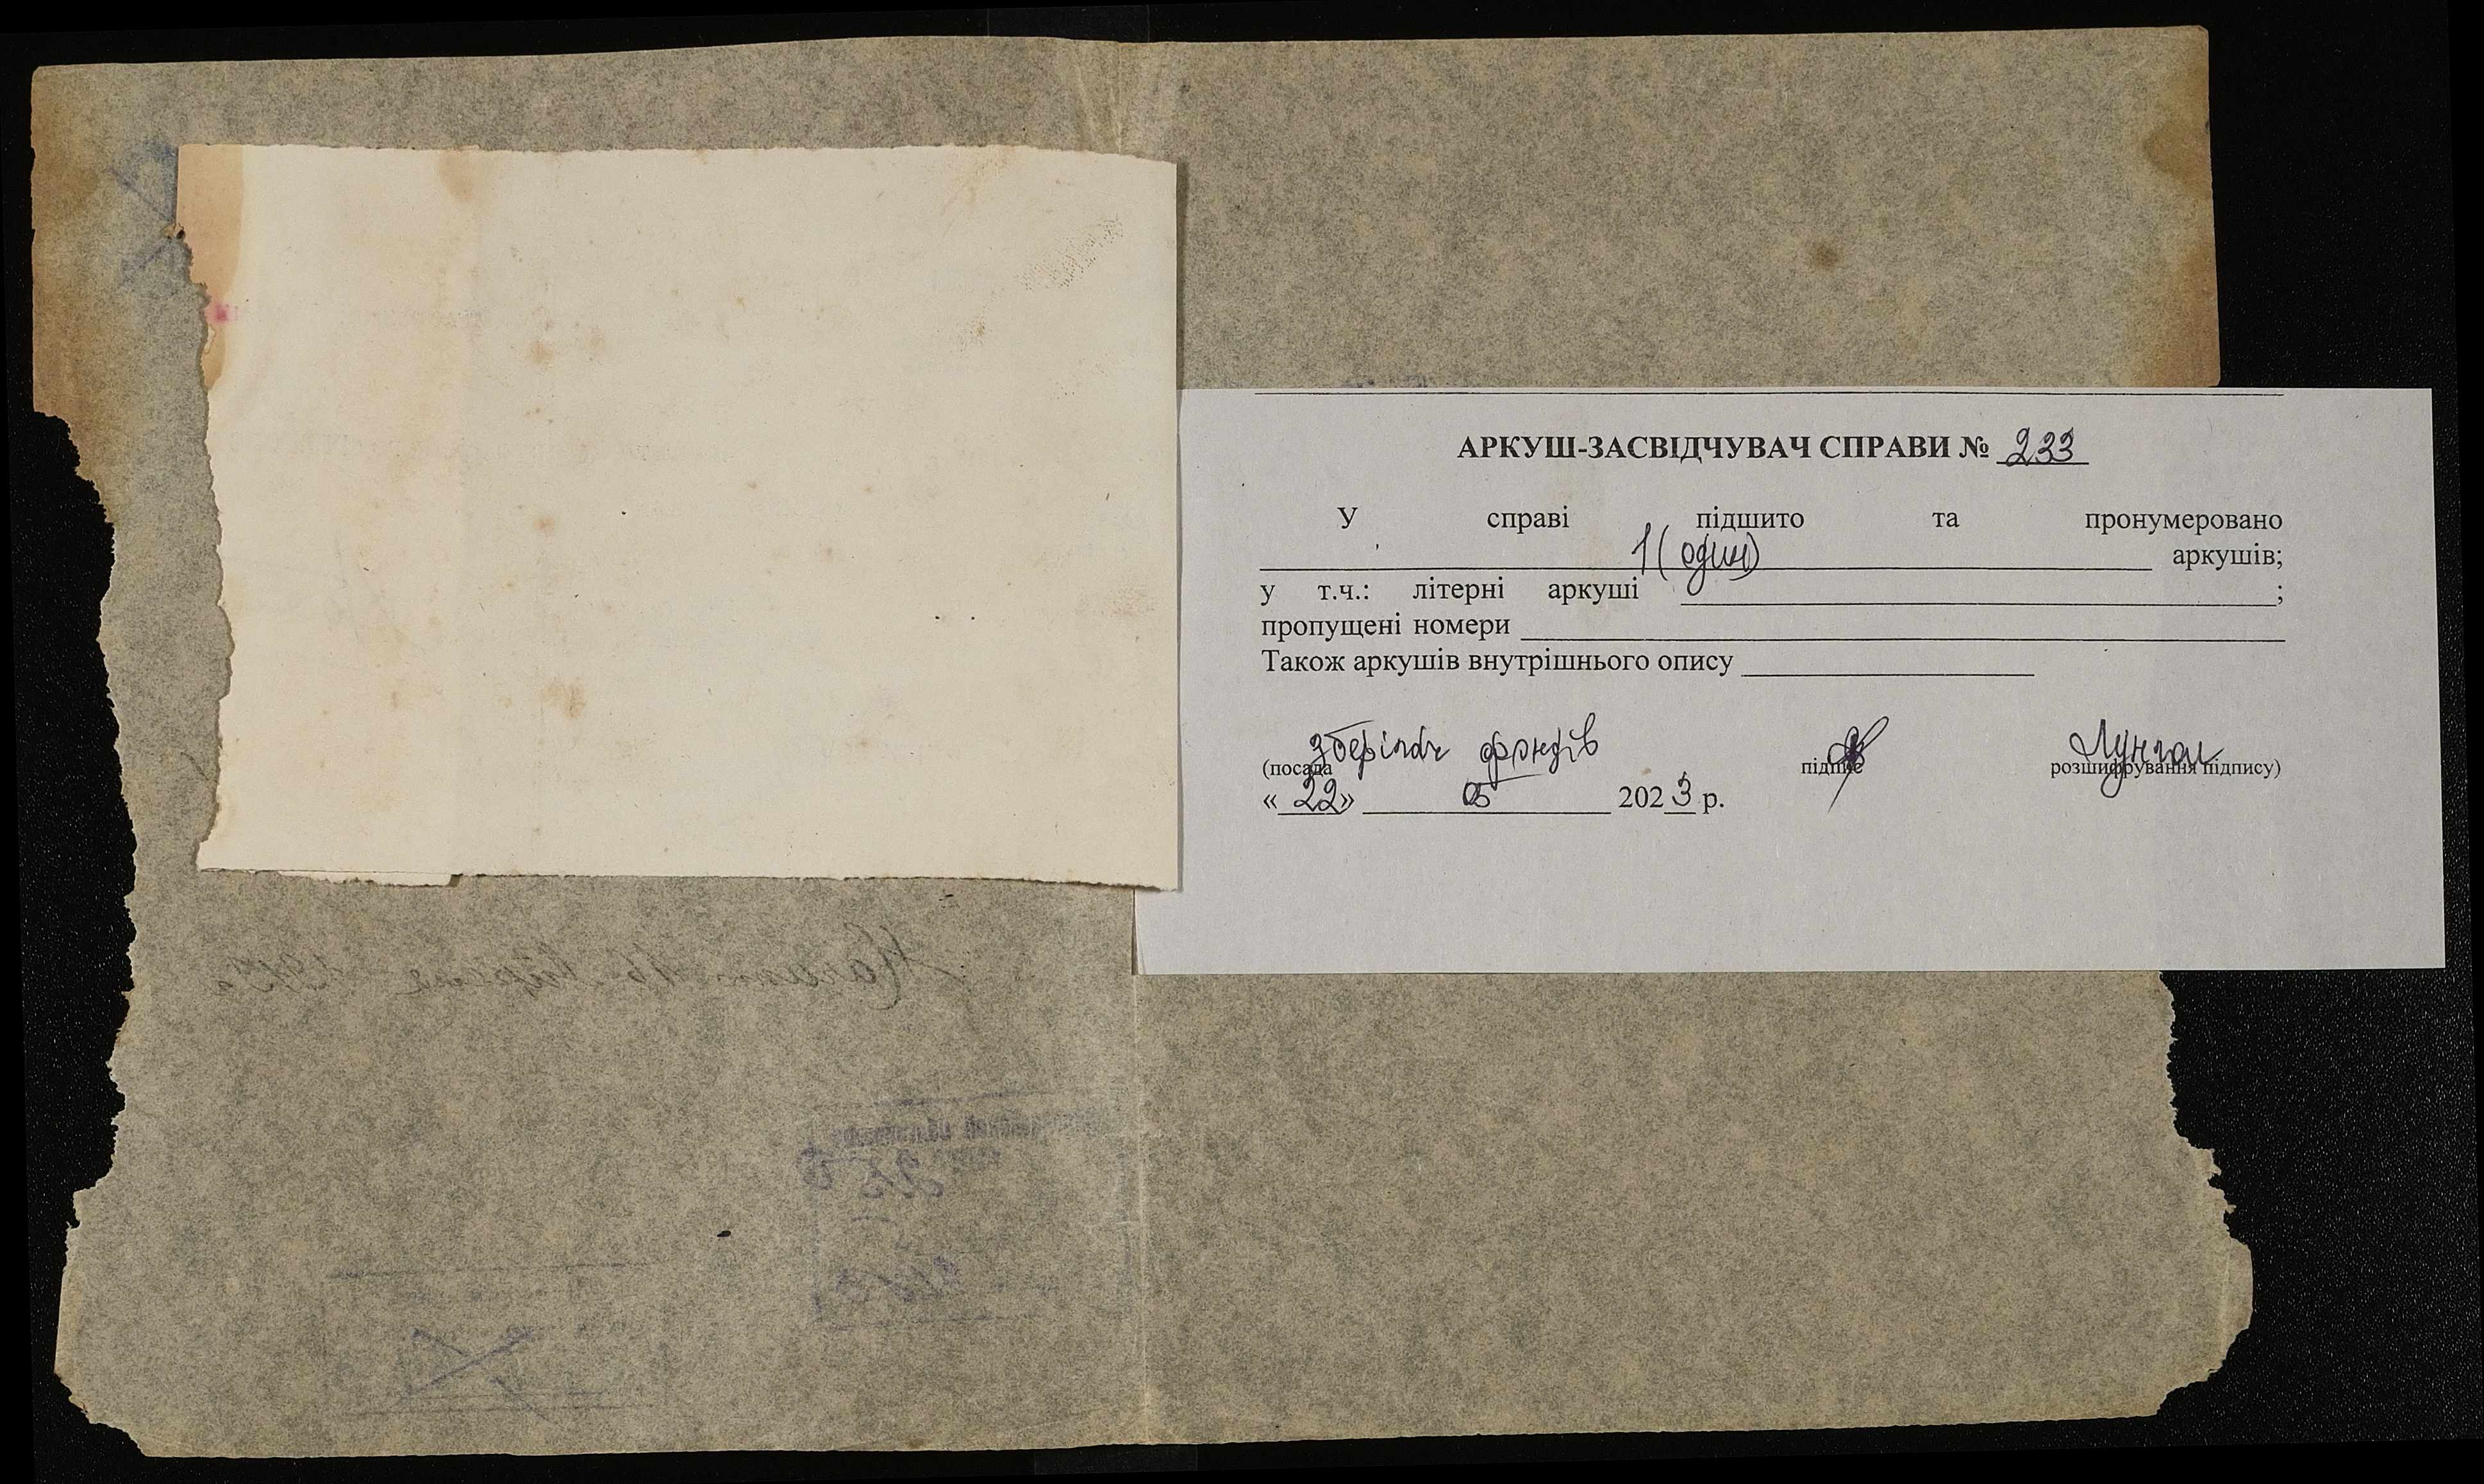 АРКУШ-ЗАСВІДЧУВАЧ СПРАВИ № 233
У справі підшито та пронумеровано
1 (один) аркушів;
у т.ч.: літерні аркуші ;
пропущені номери
Також аркушів внутрішнього опису
зберігач фондів
(посада підпис розшифрування підпису)
« 22 » 05 2023 р.